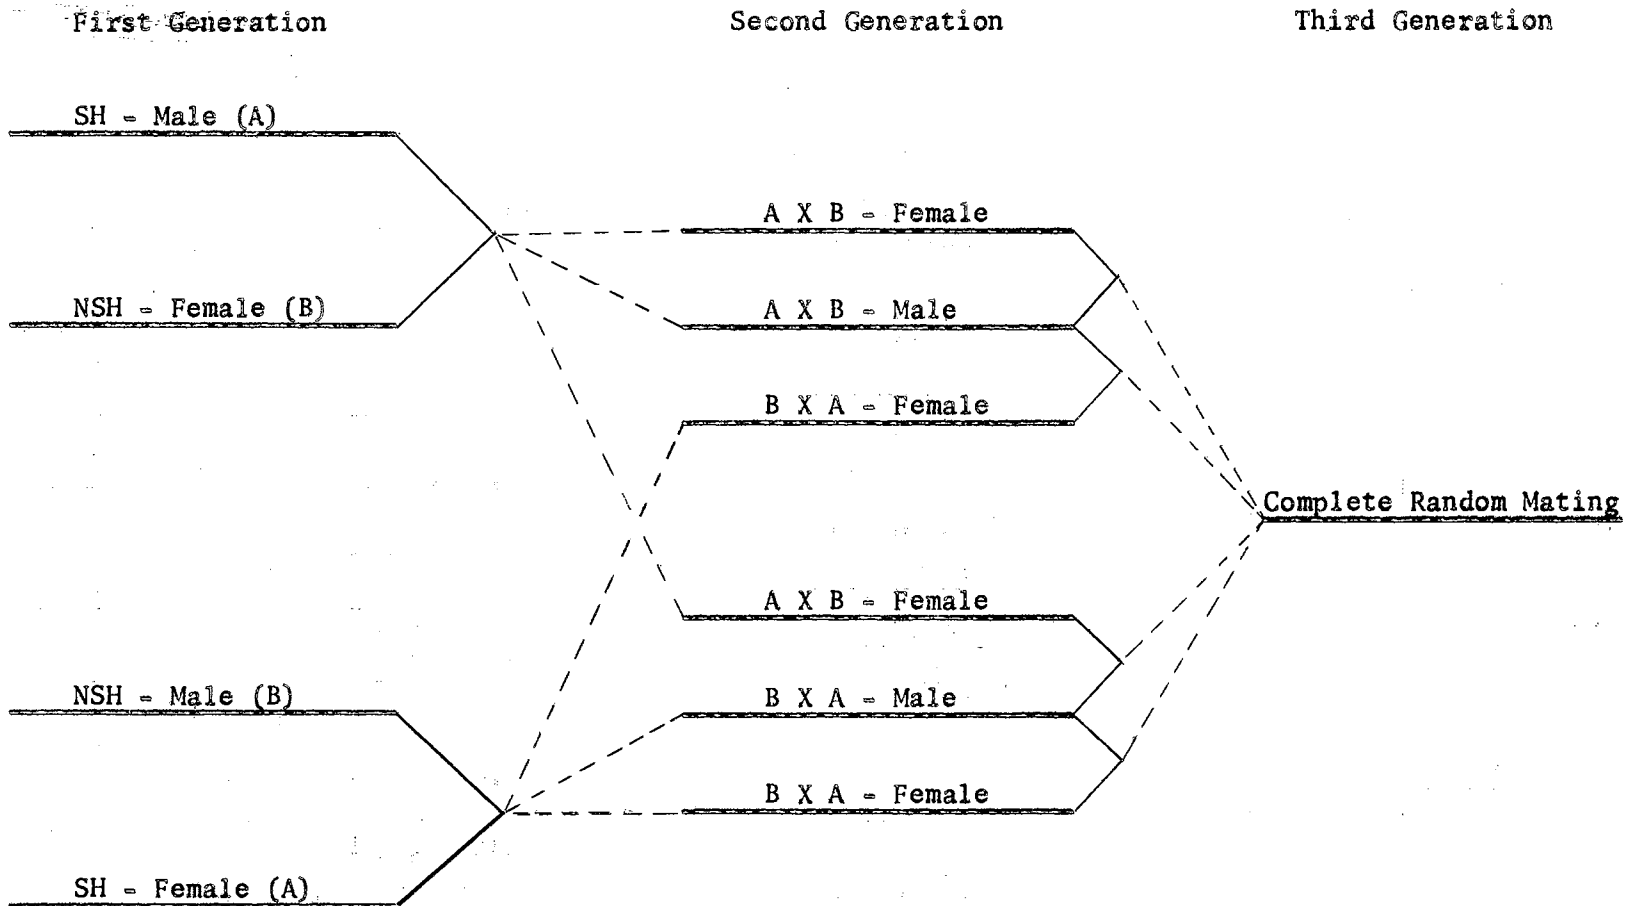 First Generation
Second Generation
Third Generation
SH - Male (A)
NSH - Female (B)
NSH - Male (B)
SH - Female (A)
A X B - Female
A X B - Male
B X A - Female
A X B - Female
B X A - Male
B X A - Female
Complete Random Mating